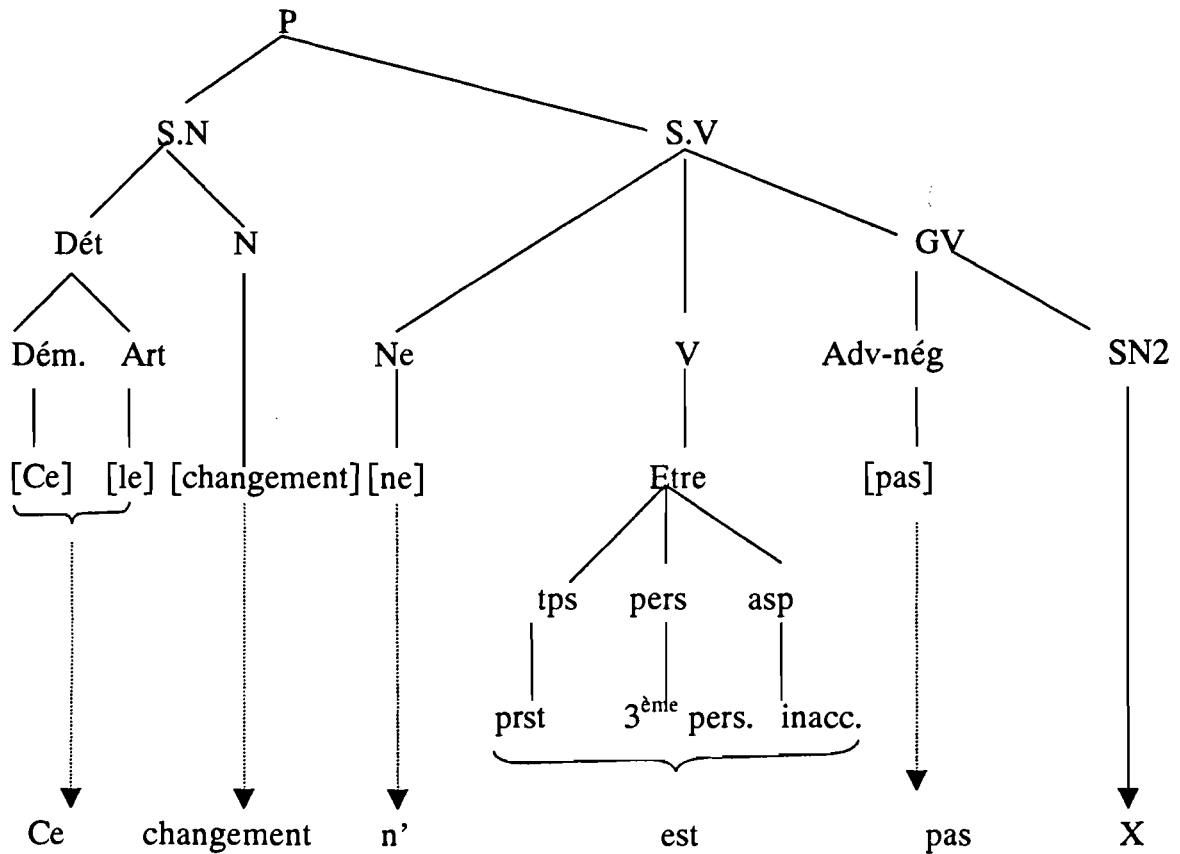 P
S.N S.V
Dét N GV
Dém. Art Ne V Adv-nég SN2
[Ce] [le] [changement] [ne] Etre [pas]
tps pers asp
prst 3ème pers. inacc.
Ce changement n' est pas X